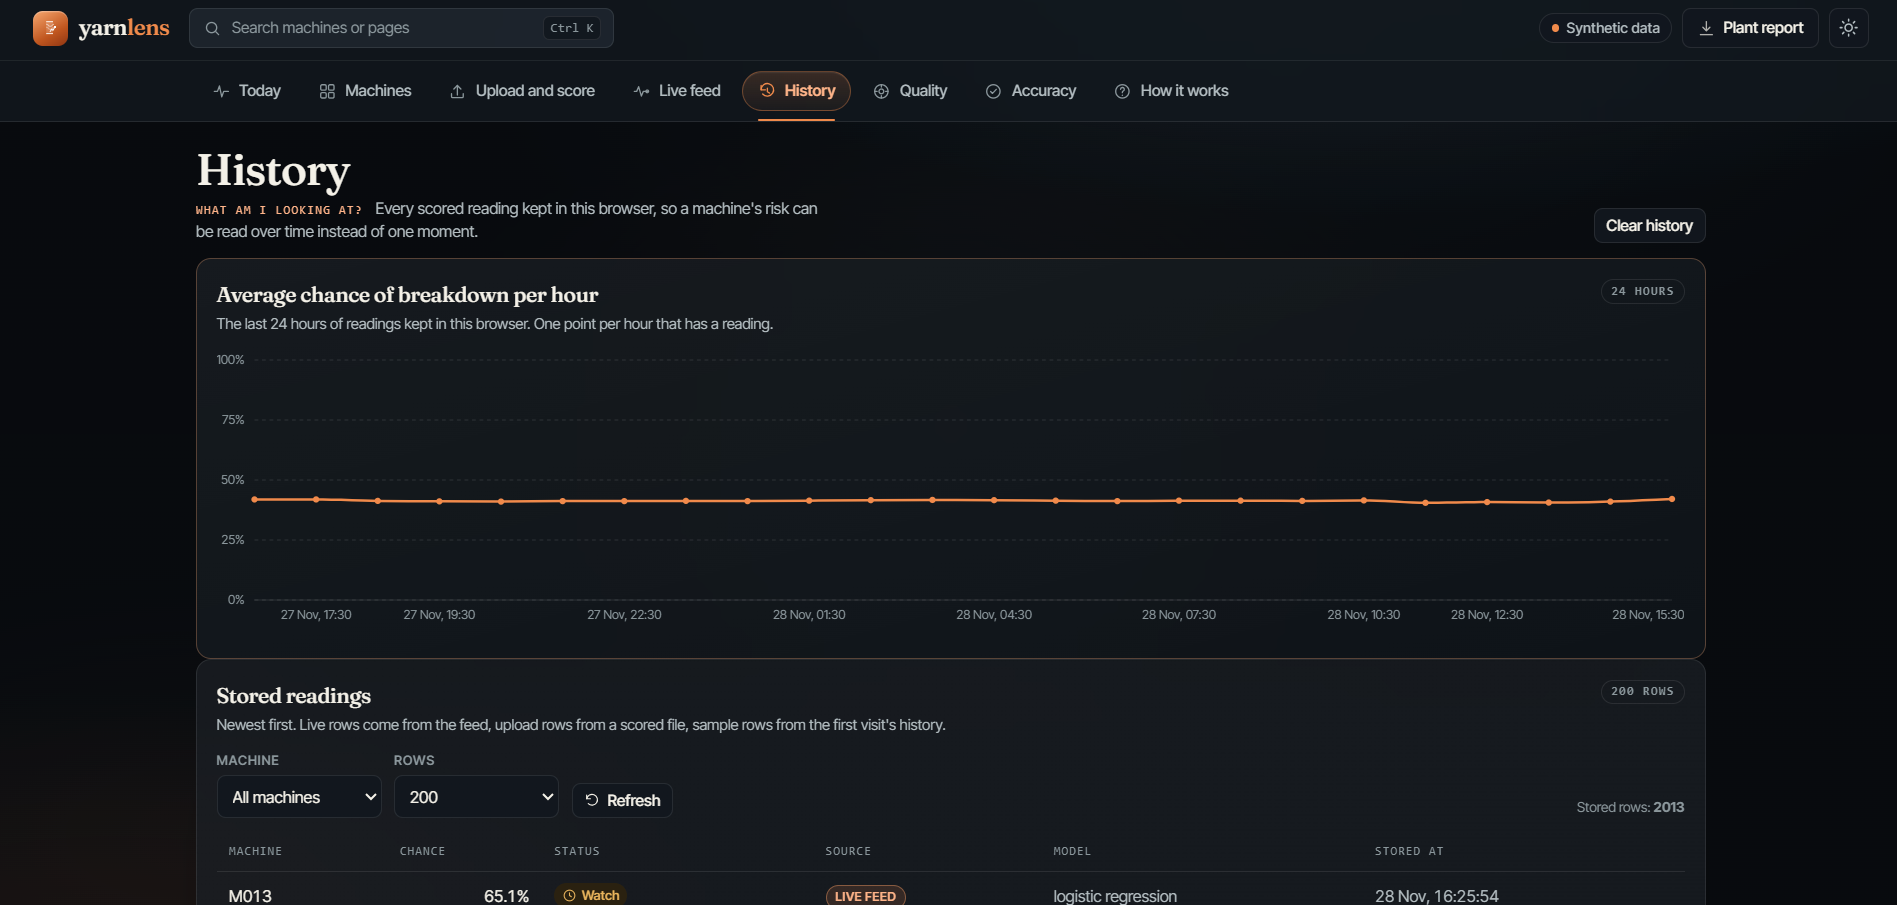 yarnlens
Search machines or pages
Ctrl K
Synthetic data
Plant report
Today
Machines
Upload and score
Live feed
History
Quality
Accuracy
How it works
History
WHAT AM I LOOKING AT? Every scored reading kept in this browser, so a machine's risk can
be read over time instead of one moment.
Clear history
Average chance of breakdown per hour
24 HOURS
The last 24 hours of readings kept in this browser. One point per hour that has a reading.
100%
75%
50%
25%
0%
27 Nov, 17:30
27 Nov, 19:30
27 Nov, 22:30
28 Nov, 01:30
28 Nov, 04:30
28 Nov, 07:30
28 Nov, 10:30
28 Nov, 12:30
28 Nov, 15:30
Stored readings
200 ROWS
Newest first. Live rows come from the feed, upload rows from a scored file, sample rows from the first visit's history.
MACHINE
ROWS
All machines
200
Refresh
Stored rows: 2013
MACHINE CHANCE STATUS SOURCE MODEL STORED AT
M013 65.1% Watch LIVE FEED logistic regression 28 Nov, 16:25:54